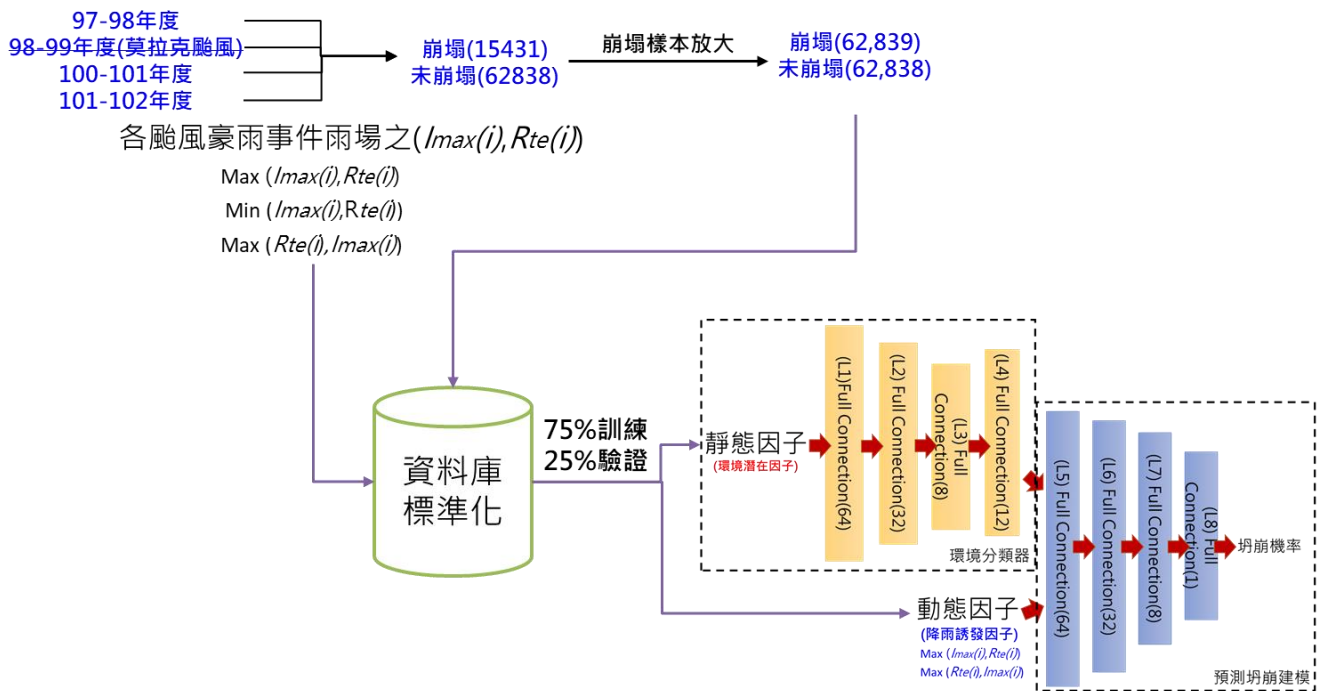 97-98年度
98-99年度(莫拉克颱風)
100-101年度
101-102年度
崩塌(15431)
未崩塌(62838)
崩塌樣本放大
崩塌(62,839)
未崩塌(62,838)
各颱風豪雨事件雨場之(Imax(i),Rte(i))
Max (Imax(i),Rte(i))
Min (Imax(i),Rte(i))
Max (Rte(i),Imax(i))
資料庫
標準化
75%訓練
25%驗證
靜態因子
(環境潛在因子)
(L1)Full Connection(64)
(L2) Full Connection(32)
(L3) Full
Connection(8)
(L4) Full Connection(12)
環境分類器
動態因子
(降雨誘發因子)
Max (Imax(i),Rte(i))
Max (Rte(i),Imax(i))
(L5) Full Connection(64)
(L6) Full Connection(32)
(L7) Full Connection(8)
(L8) Full
Connection(1)
坍崩機率
預測坍崩建模